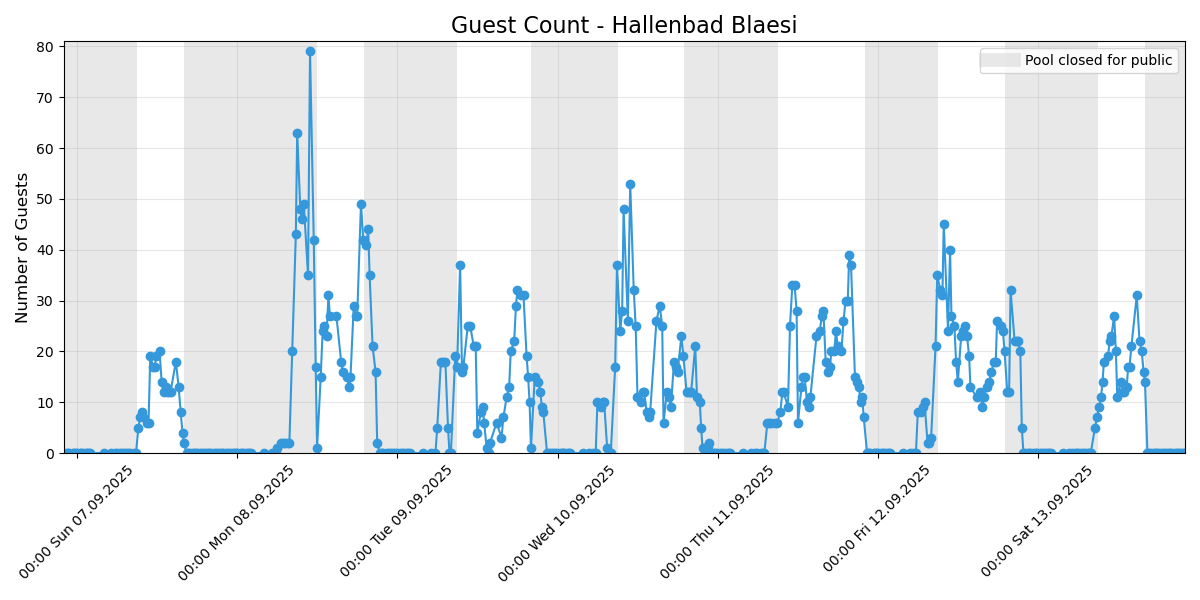 Guest Count - Hallenbad Blaesi
Pool closed for public
Number of Guests
80
70
60
50
40
30
20
10
0
00:00 Sun 07.09.2025
00:00 Mon 08.09.2025
00:00 Tue 09.09.2025
00:00 Wed 10.09.2025
00:00 Thu 11.09.2025
00:00 Fri 12.09.2025
00:00 Sat 13.09.2025